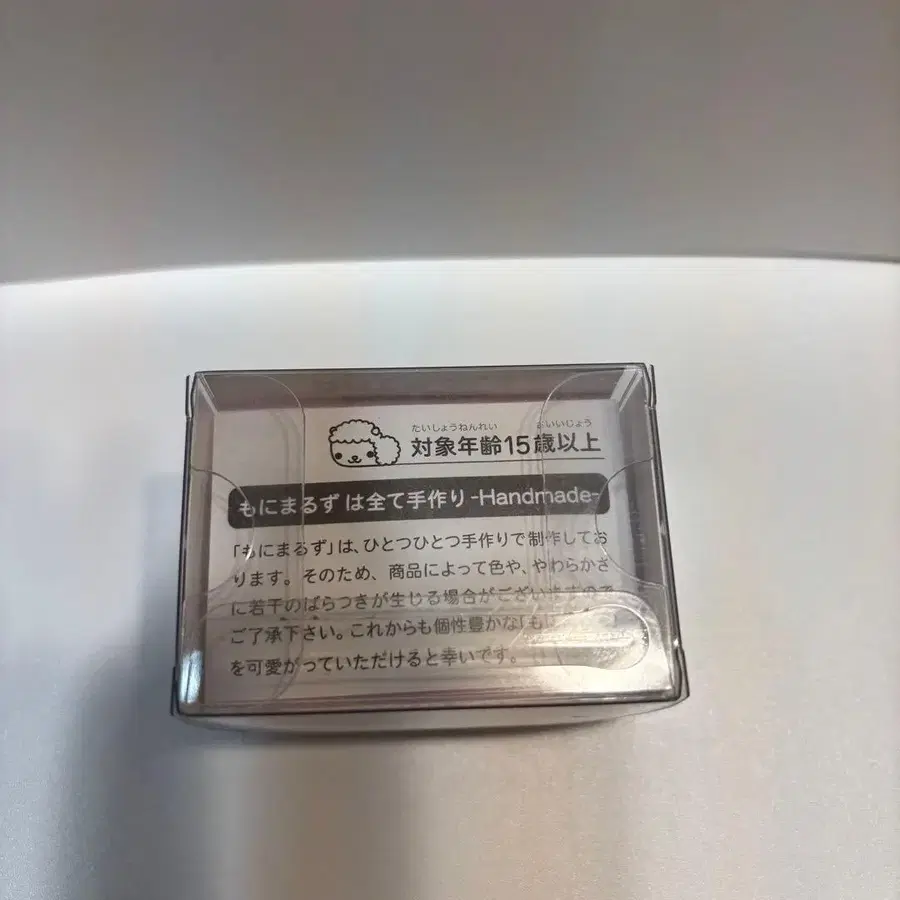 たいしょうねんれい さいいじょう
対象年齢15歳以上
もにまるず は全て手作り -Handmade-
「もにまるず」は、ひとつひとつ手作りで制作してお
ります。そのため、商品によって色や、やわらかさ
に若干のばらつきが生じる場合がございますので
ご了承下さい。これからも個性豊かな「もに
を可愛がっていただけると幸いです。